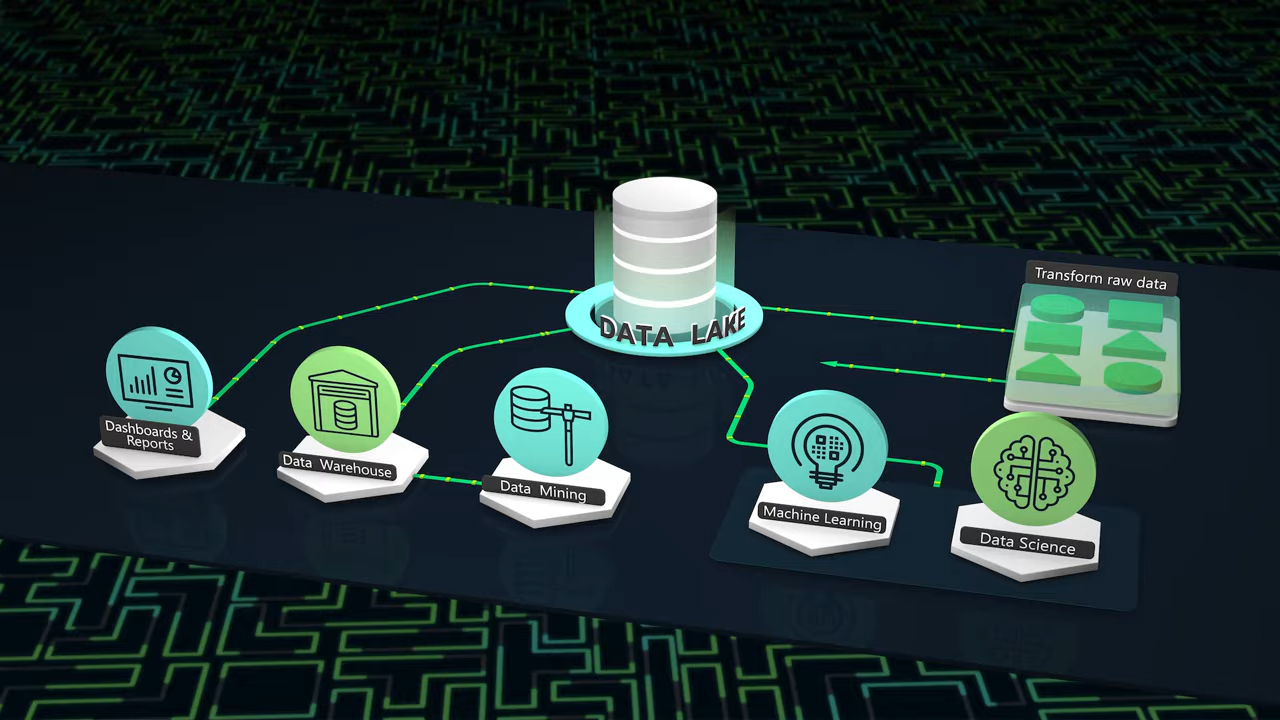 DATA LAKE
Transform raw data
Dashboards &
Reports
Data Warehouse
Data Mining
Machine Learning
Data Science